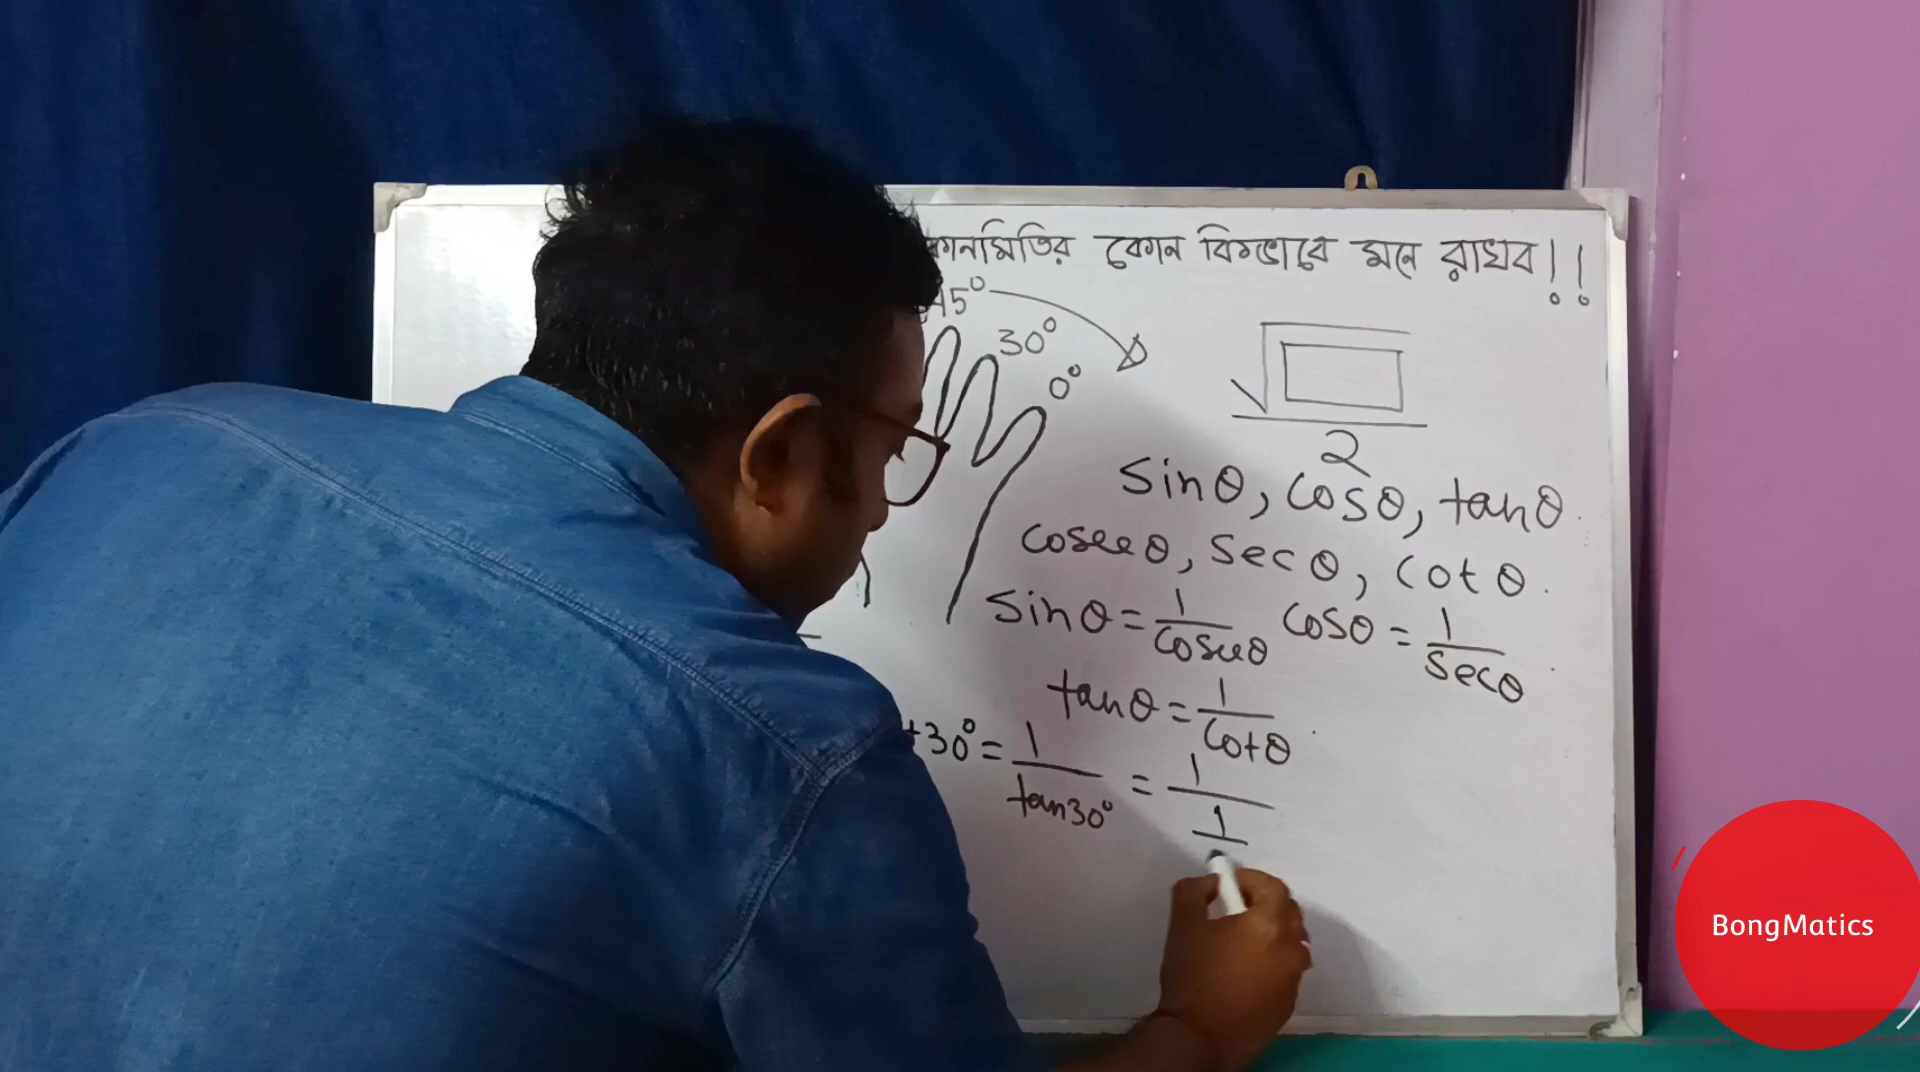 কোনমিতির কোন কিভাবে মনে রাখব!!
45°
30°
0°
√▭
2
sinθ, cosθ, tanθ.
cosecθ, secθ, cotθ.
sinθ = 1/cosecθ cosθ = 1/secθ
tanθ = 1/cotθ
t30° = 1/tan30° = 1/1/
BongMatics